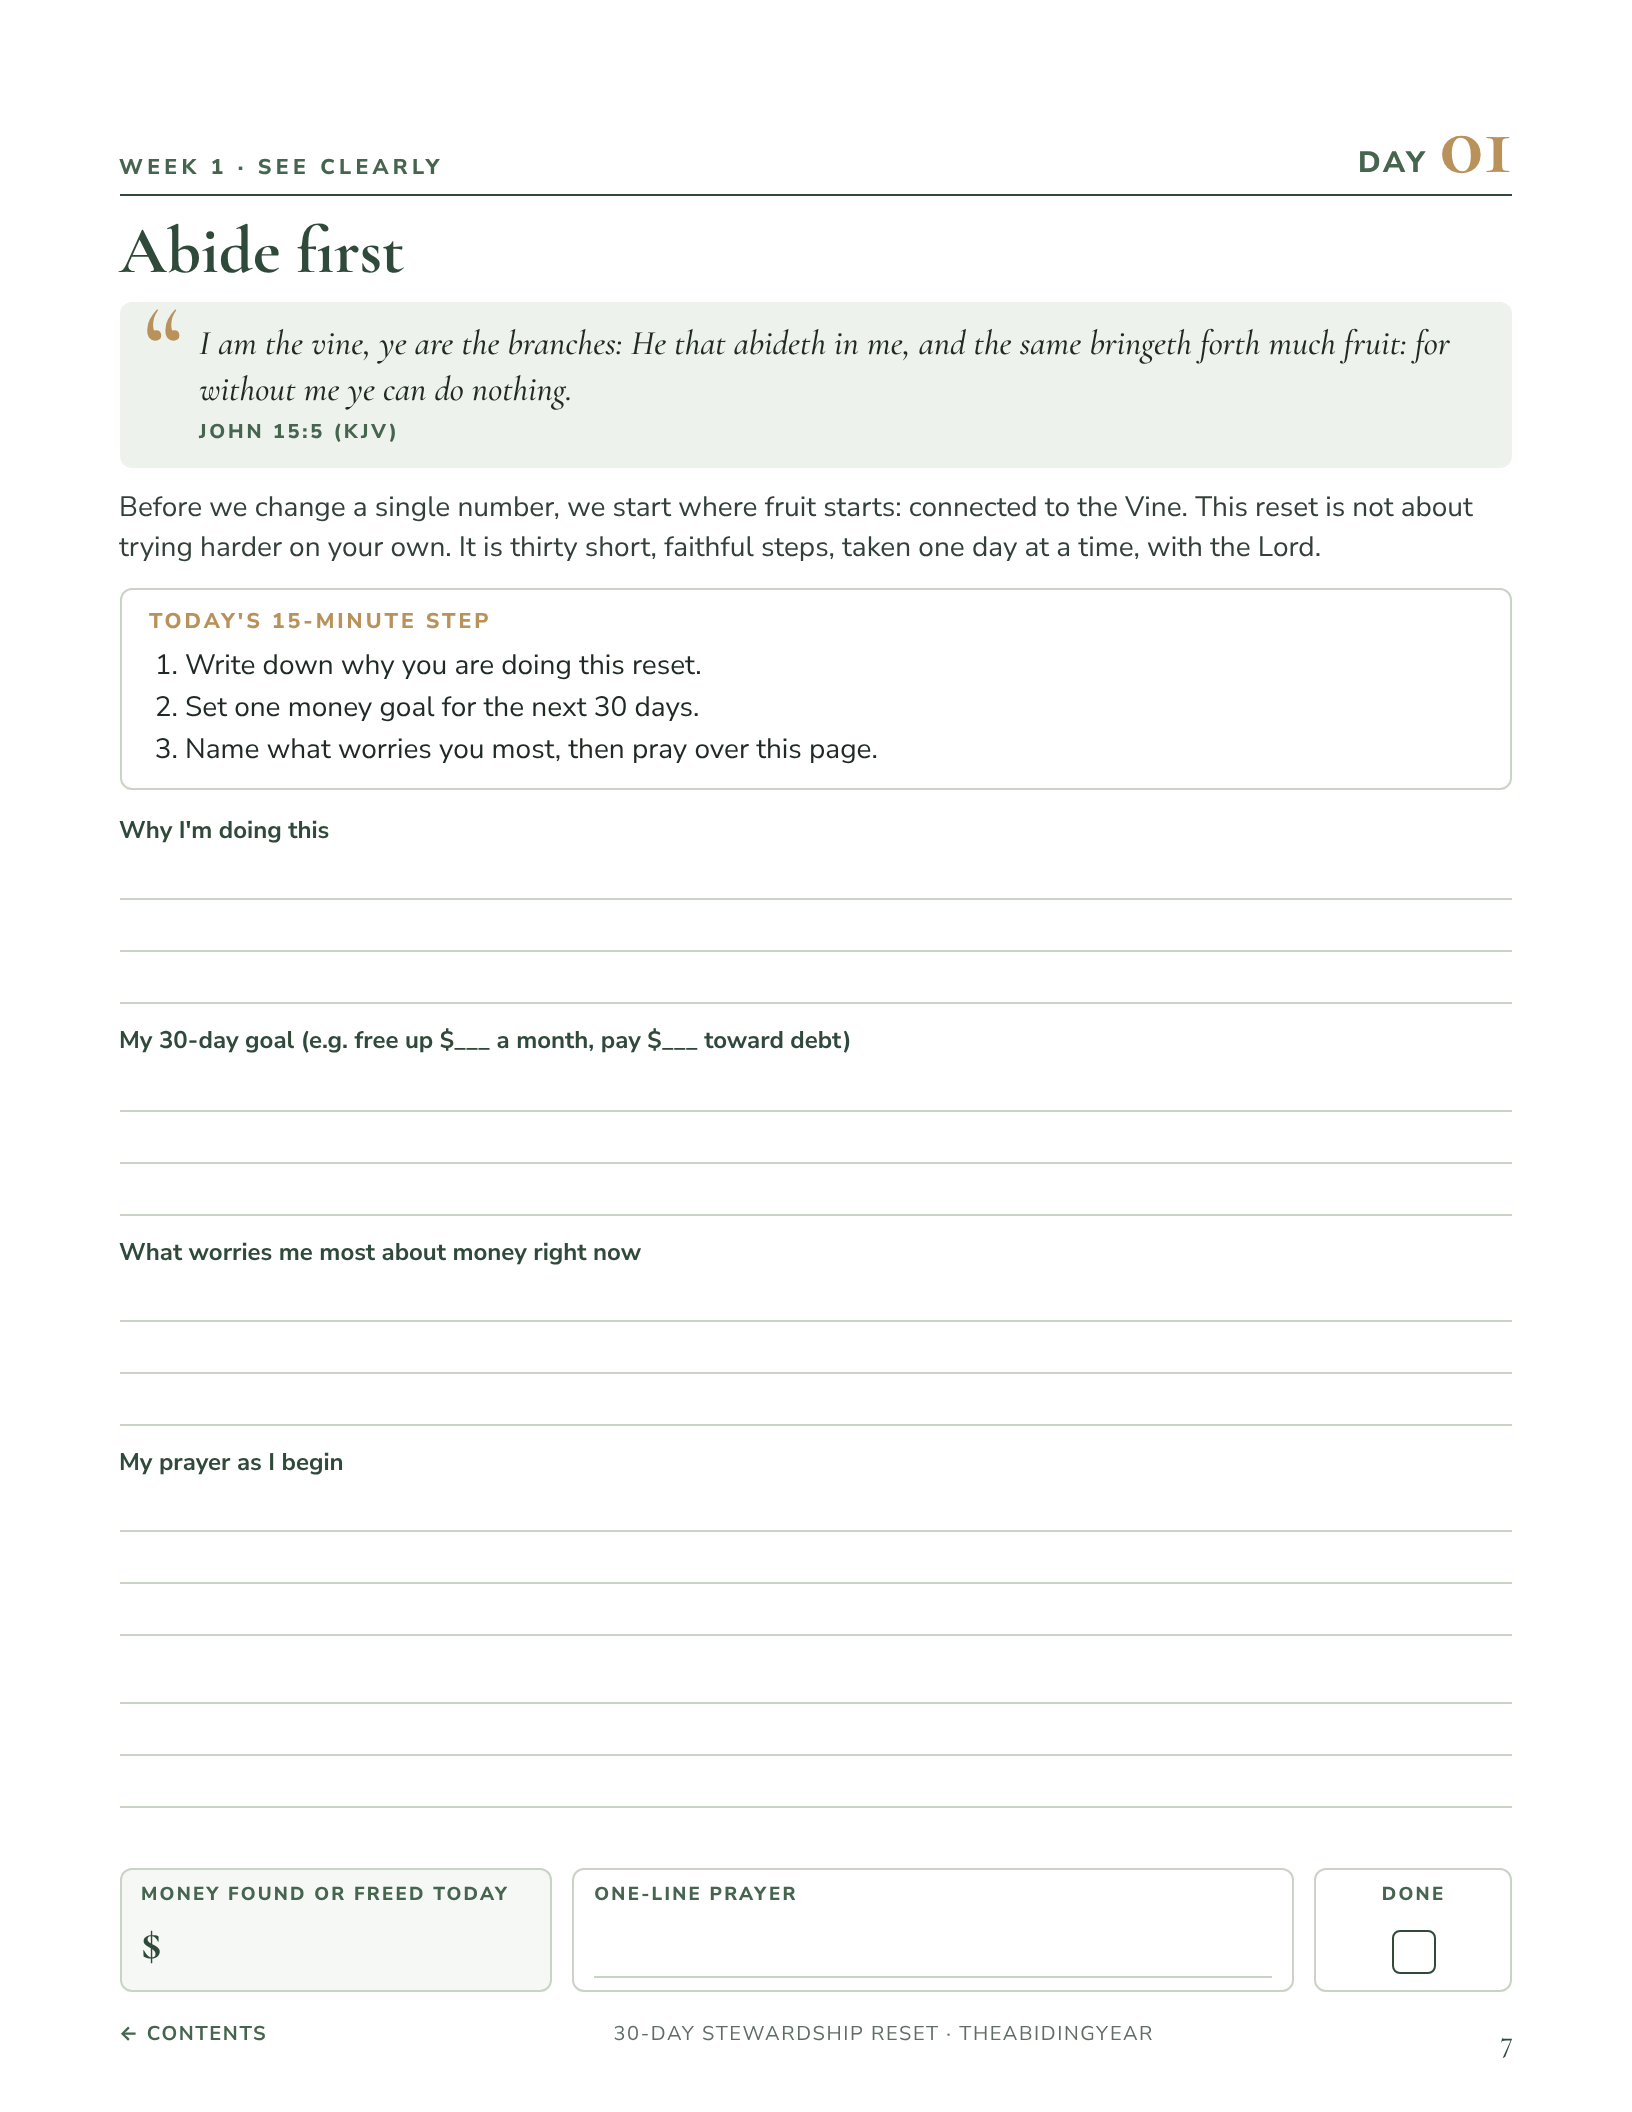 WEEK 1 · SEE CLEARLY
DAY 01
Abide first
“ I am the vine, ye are the branches: He that abideth in me, and the same bringeth forth much fruit: for
without me ye can do nothing.
JOHN 15:5 (KJV)
Before we change a single number, we start where fruit starts: connected to the Vine. This reset is not about
trying harder on your own. It is thirty short, faithful steps, taken one day at a time, with the Lord.
TODAY'S 15-MINUTE STEP
1. Write down why you are doing this reset.
2. Set one money goal for the next 30 days.
3. Name what worries you most, then pray over this page.
Why I'm doing this
My 30-day goal (e.g. free up $___ a month, pay $___ toward debt)
What worries me most about money right now
My prayer as I begin
MONEY FOUND OR FREED TODAY
$
ONE-LINE PRAYER
DONE
← CONTENTS
30-DAY STEWARDSHIP RESET · THEABIDINGYEAR
7